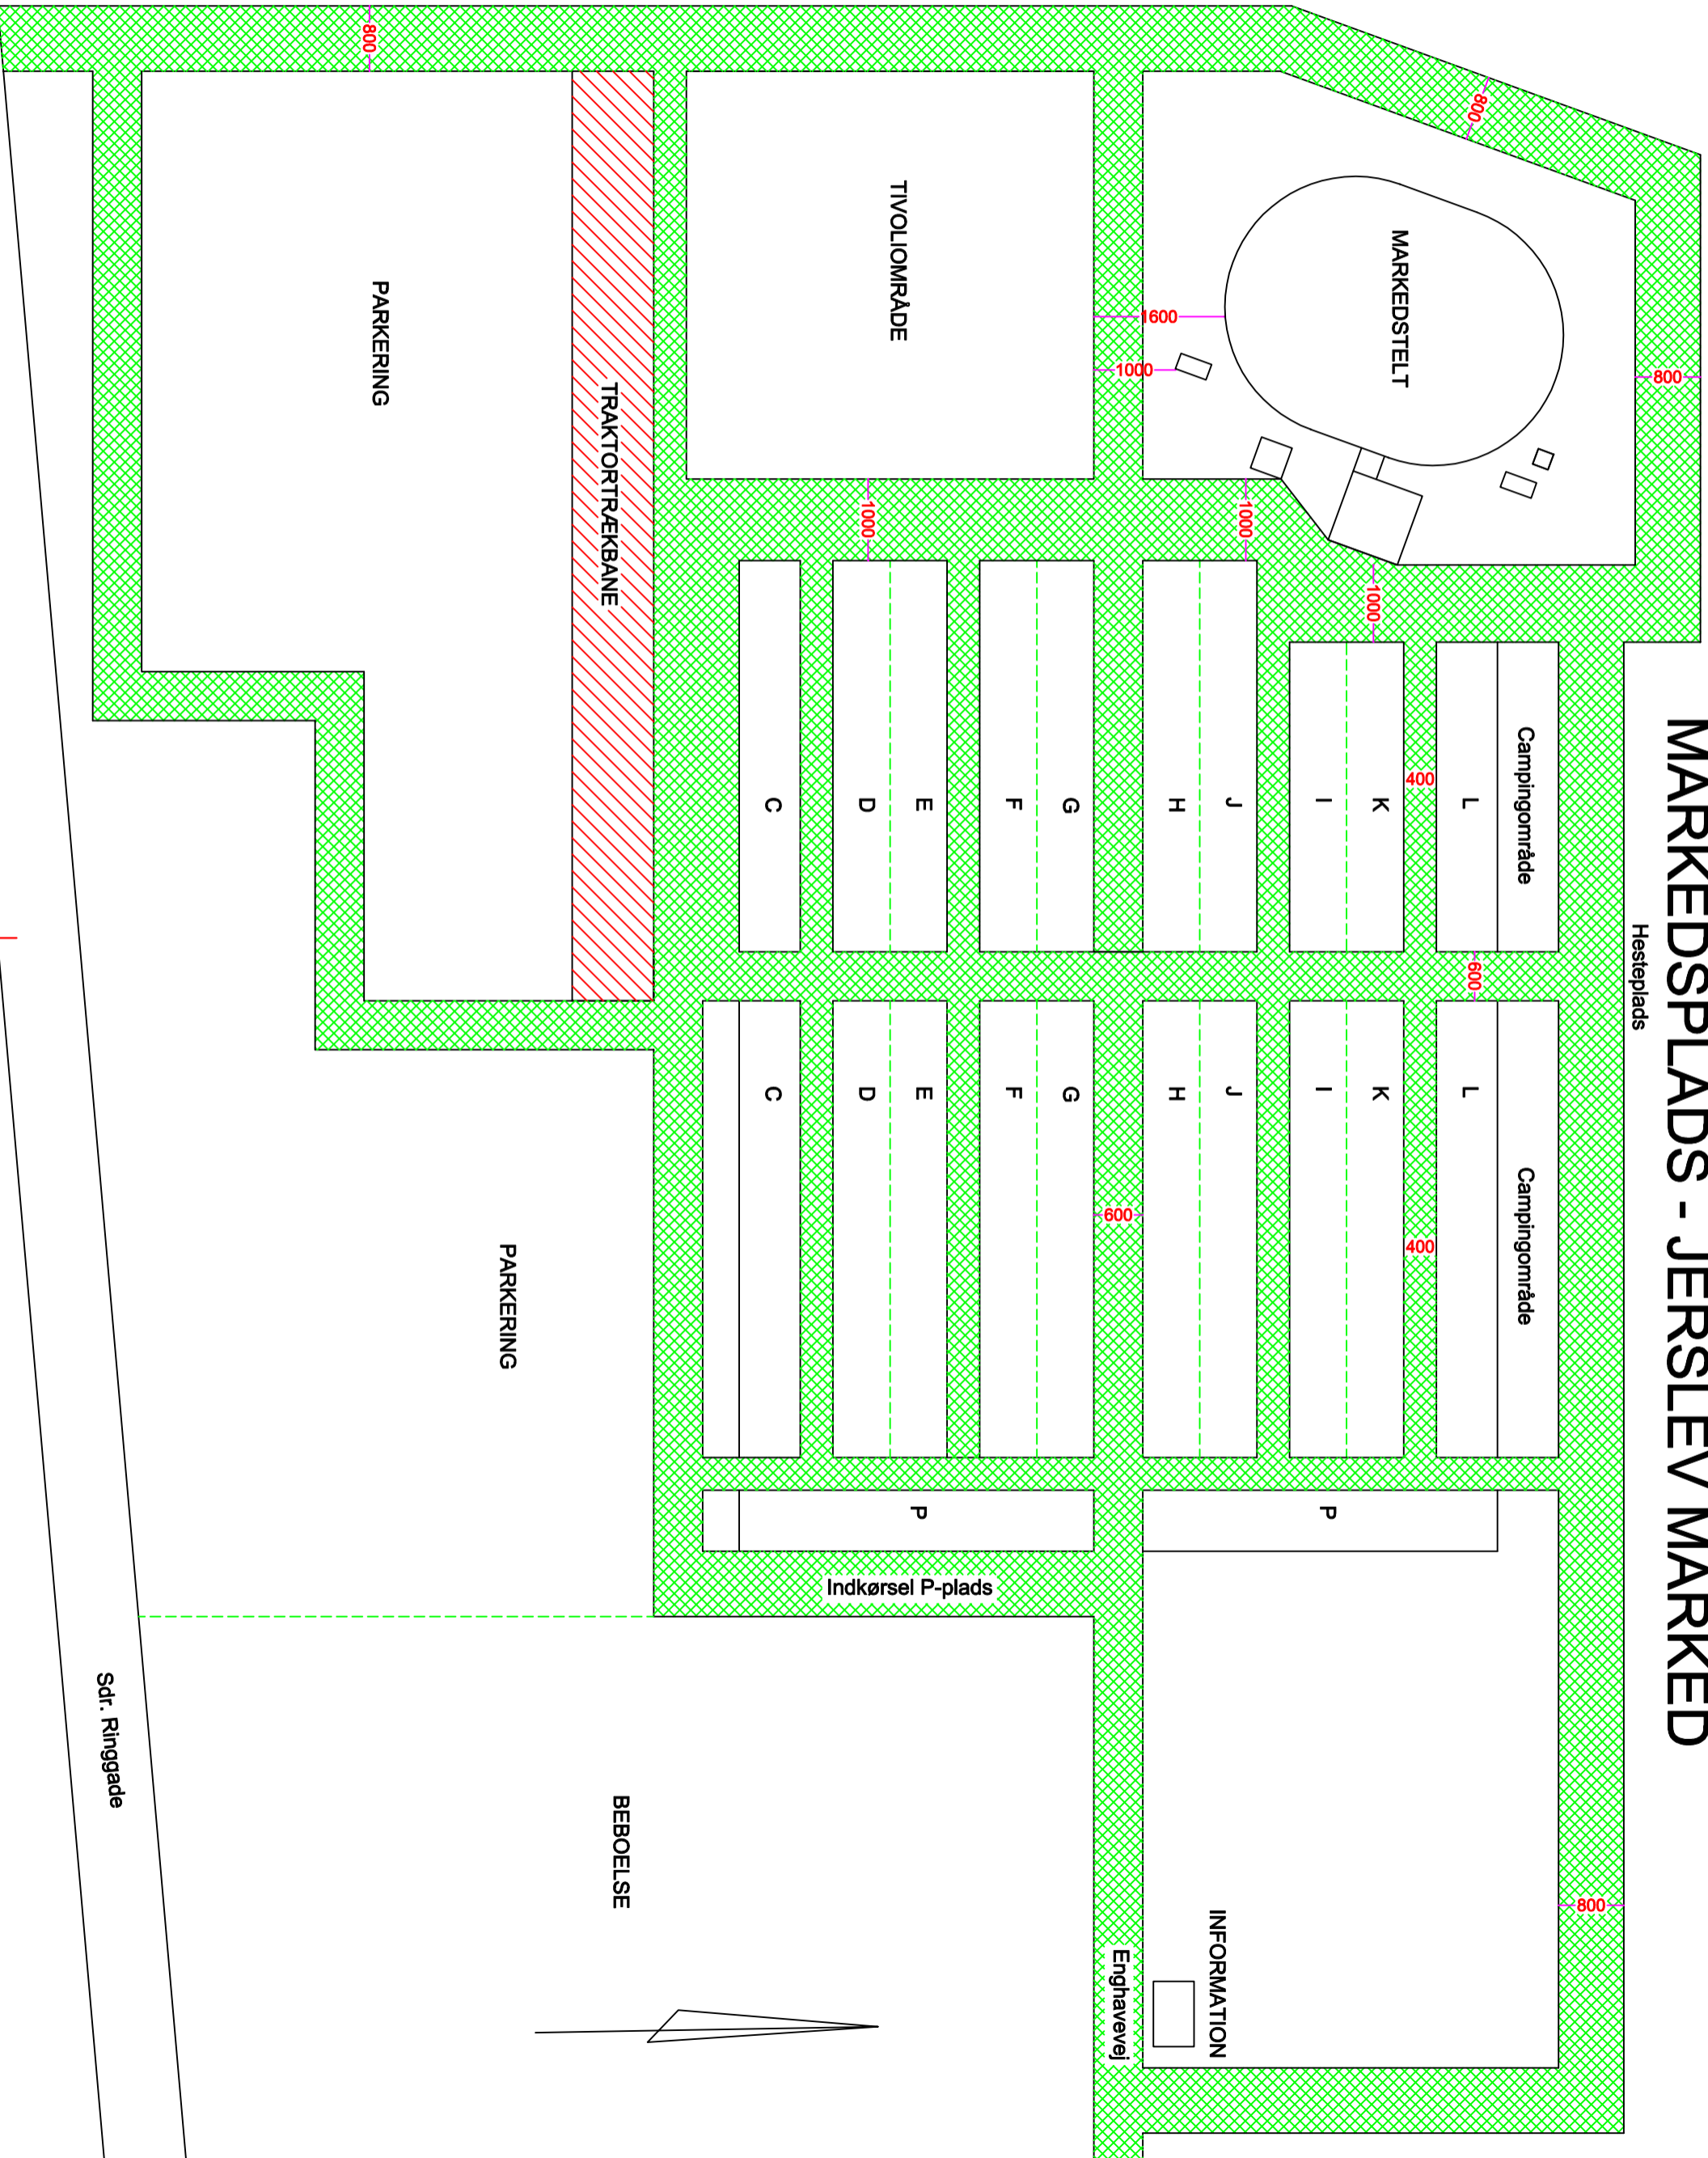 MARKEDSPLADS - JERSLEV MARKED
Hesteplads
800
800
800
MARKEDSTELT
1600
1000
1000
1000
Campingområde
Campingområde
L
L
600
400
400
K
K
I
I
J
J
H
H
600
G
G
F
F
E
E
D
D
C
C
P
P
TIVOLIOMRÅDE
1000
800
INFORMATION
Enghavevej
Indkørsel P-plads
TRAKTORTRÆKBANE
BEBOELSE
PARKERING
PARKERING
800
Sdr. Ringgade